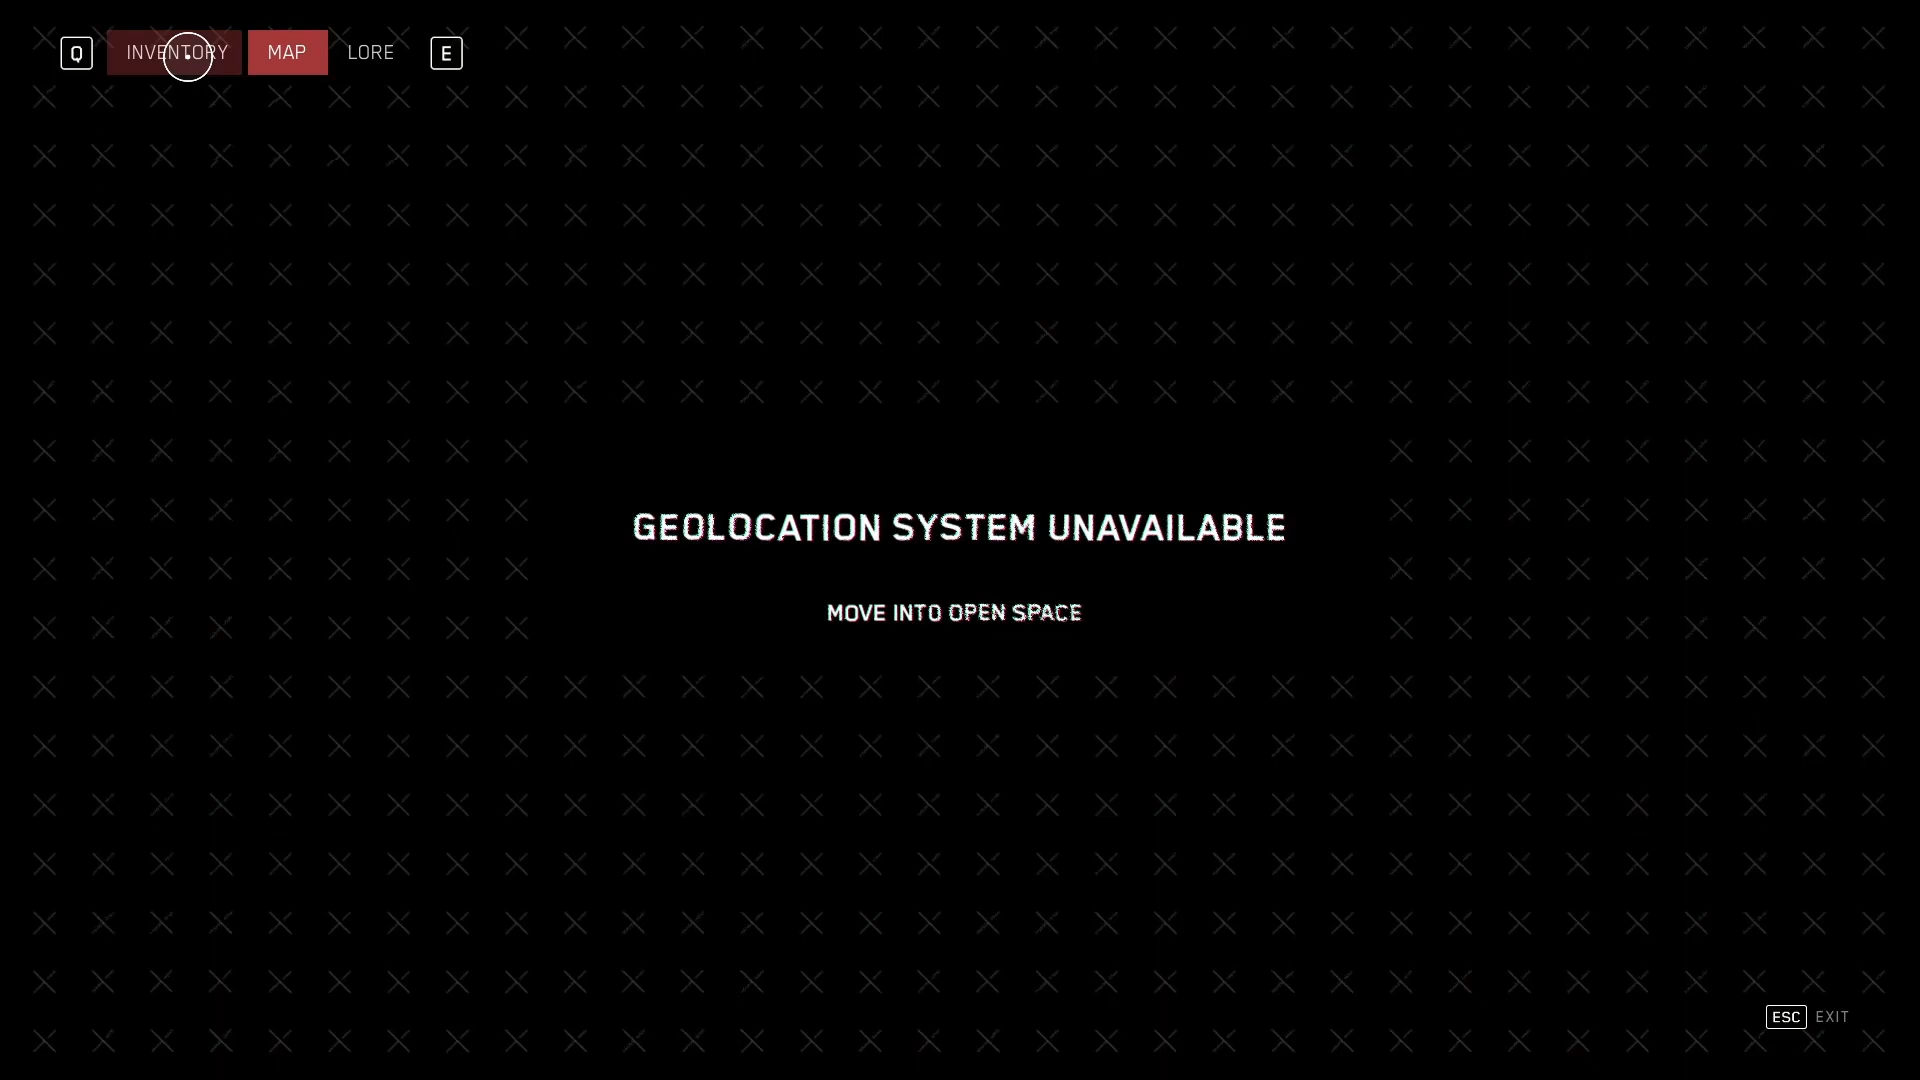 Q INVENTORY MAP LORE E
GEOLOCATION SYSTEM UNAVAILABLE
MOVE INTO OPEN SPACE
ESC EXIT